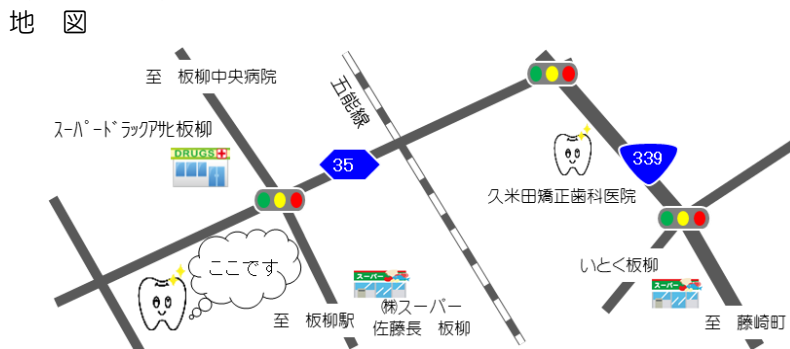 地　図
至　板柳中央病院
五能線
ｽｰﾊﾟｰﾄﾞﾗｯｸﾞｱｻﾋ板柳
DRUGS
35
339
久米田矯正歯科医院
ここです
スーパー
㈱スーパー
佐藤長　板柳
至　板柳駅
いとく板柳
スーパー
至　藤崎町